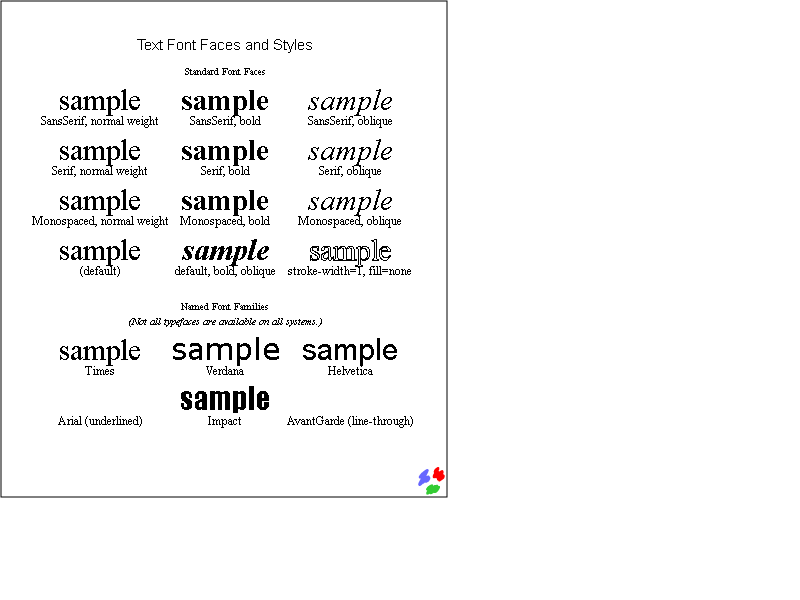 Text Font Faces and Styles
Standard Font Faces
sample sample sample
SansSerif, normal weight SansSerif, bold SansSerif, oblique
sample sample sample
Serif, normal weight Serif, bold Serif, oblique
sample sample sample
Monospaced, normal weight Monospaced, bold Monospaced, oblique
sample sample sample
(default) default, bold, oblique stroke-width=1, fill=none
Named Font Families
(Not all typefaces are available on all systems.)
sample sample sample
Times Verdana Helvetica
sample
Arial (underlined) Impact AvantGarde (line-through)